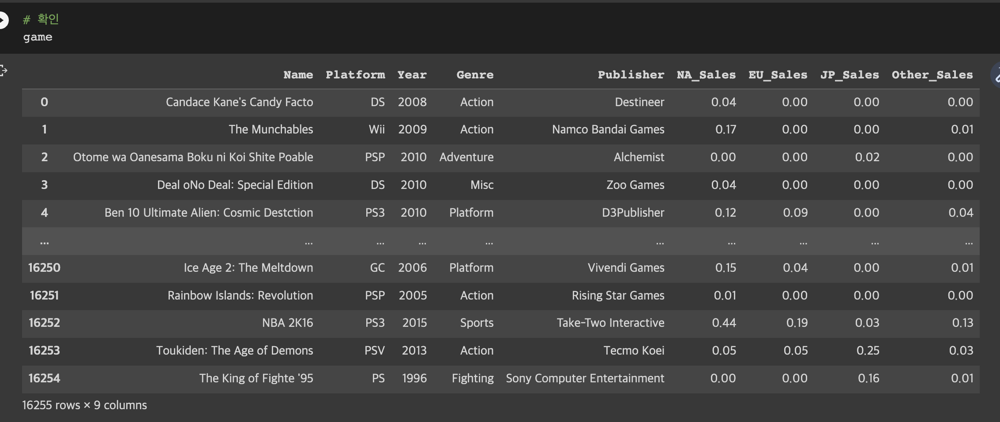 # 확인
game
Name Platform Year Genre Publisher NA_Sales EU_Sales JP_Sales Other_Sales
0 Candace Kane's Candy Facto DS 2008 Action Destineer 0.04 0.00 0.00 0.00
1 The Munchables Wii 2009 Action Namco Bandai Games 0.17 0.00 0.00 0.01
2 Otome wa Oanesama Boku ni Koi Shite Poable PSP 2010 Adventure Alchemist 0.00 0.00 0.02 0.00
3 Deal oNo Deal: Special Edition DS 2010 Misc Zoo Games 0.04 0.00 0.00 0.00
4 Ben 10 Ultimate Alien: Cosmic Destction PS3 2010 Platform D3Publisher 0.12 0.09 0.00 0.04
... ... ... ... ... ... ... ... ... ...
16250 Ice Age 2: The Meltdown GC 2006 Platform Vivendi Games 0.15 0.04 0.00 0.01
16251 Rainbow Islands: Revolution PSP 2005 Action Rising Star Games 0.01 0.00 0.00 0.00
16252 NBA 2K16 PS3 2015 Sports Take-Two Interactive 0.44 0.19 0.03 0.13
16253 Toukiden: The Age of Demons PSV 2013 Action Tecmo Koei 0.05 0.05 0.25 0.03
16254 The King of Fighte '95 PS 1996 Fighting Sony Computer Entertainment 0.00 0.00 0.16 0.01
16255 rows × 9 columns